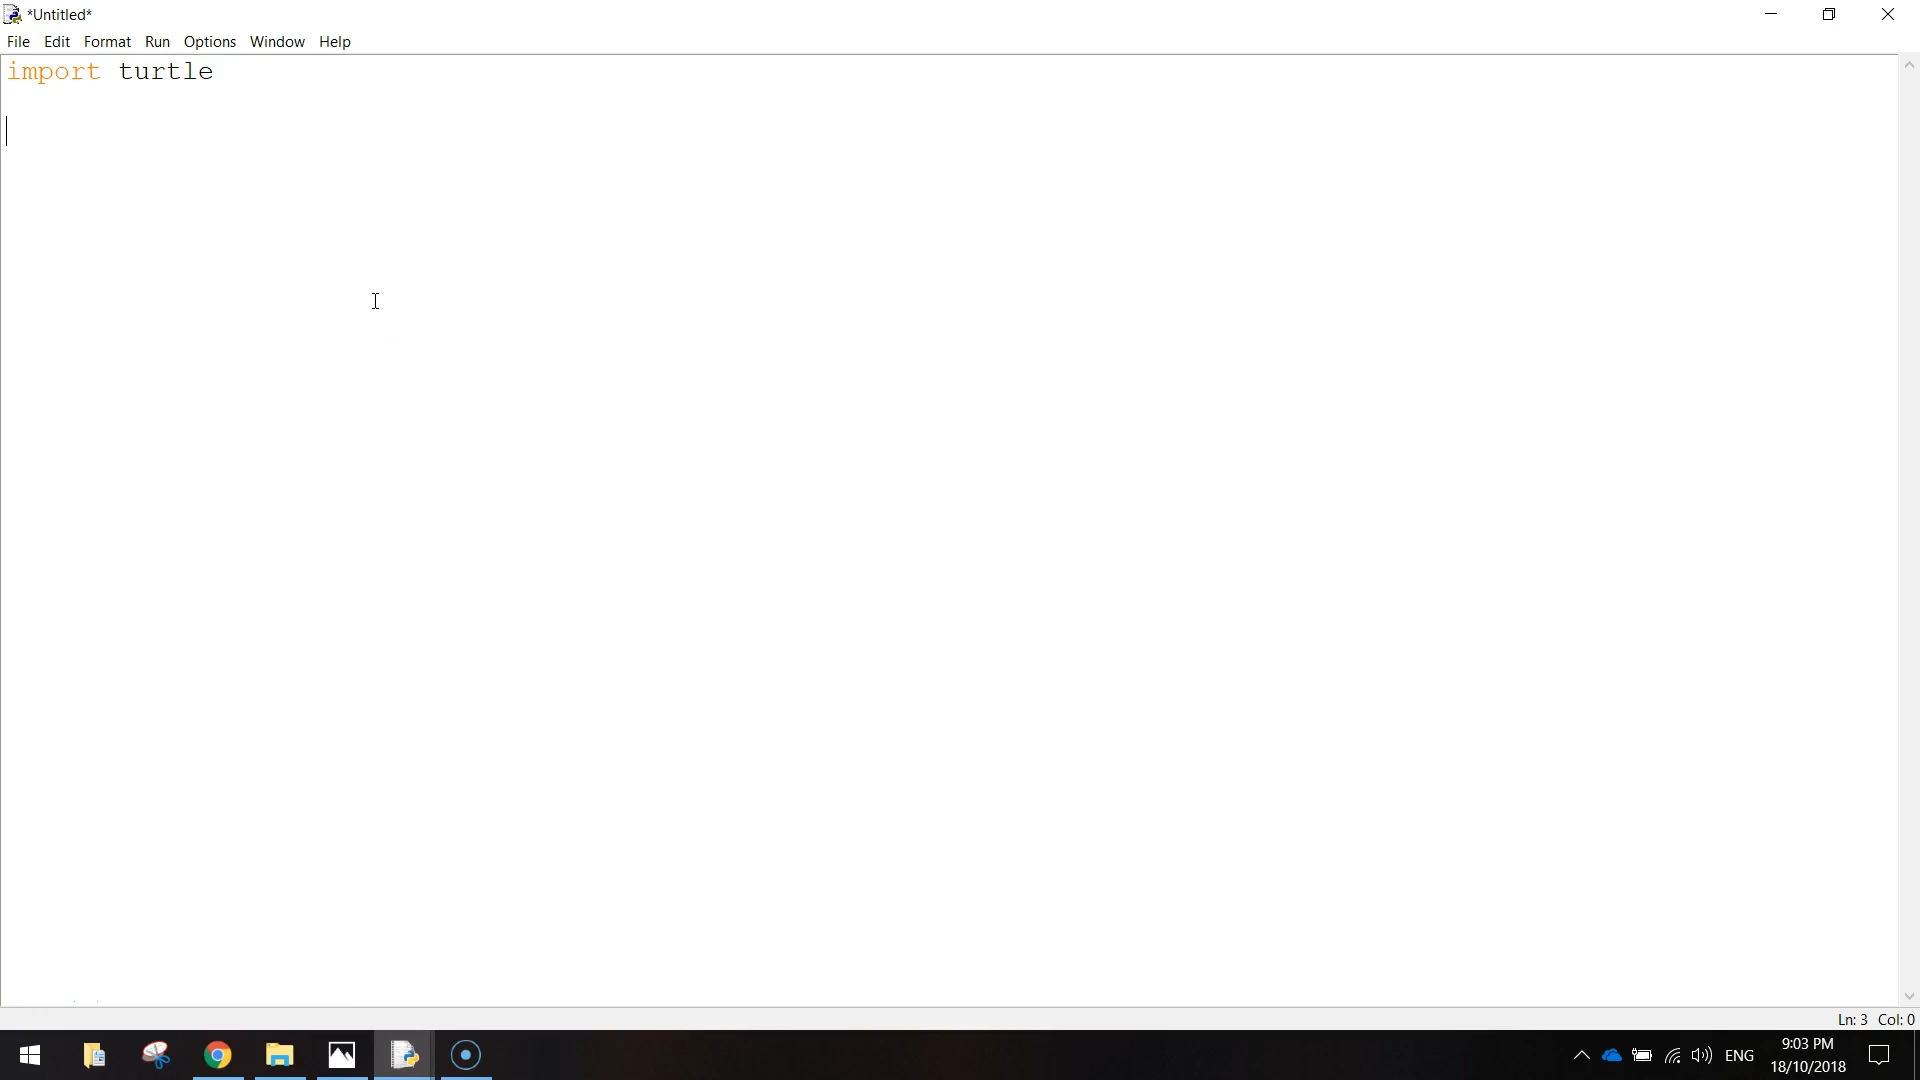 *Untitled*
File Edit Format Run Options Window Help
import turtle
Ln: 3 Col: 0
ENG
9:03 PM
18/10/2018